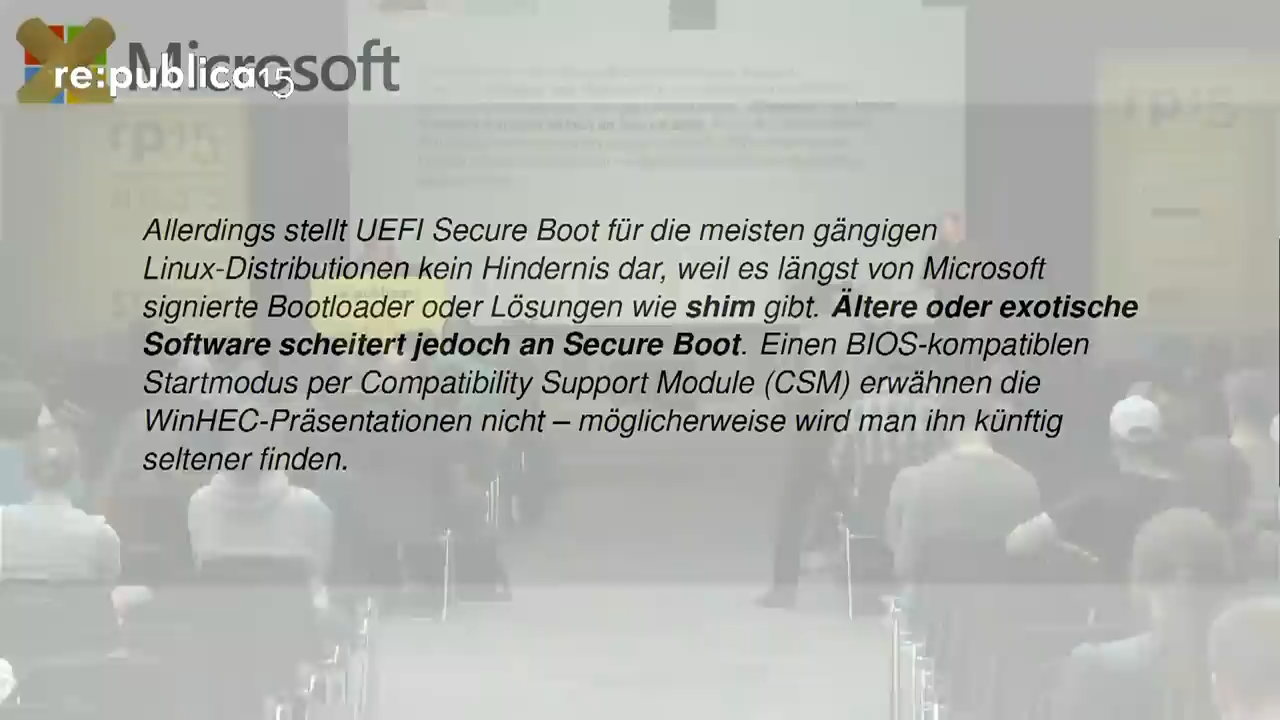 Microsoft
re:publica15
rp15
rp15
Allerdings stellt UEFI Secure Boot für die meisten gängigen
Linux-Distributionen kein Hindernis dar, weil es längst von Microsoft
signierte Bootloader oder Lösungen wie shim gibt. Ältere oder exotische
Software scheitert jedoch an Secure Boot. Einen BIOS-kompatiblen
Startmodus per Compatibility Support Module (CSM) erwähnen die
WinHEC-Präsentationen nicht – möglicherweise wird man ihn künftig
seltener finden.